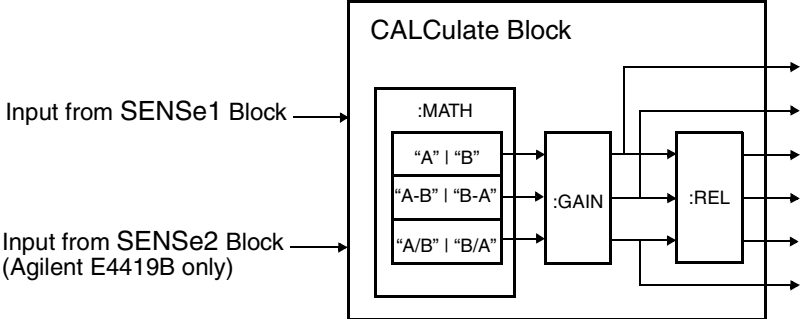 CALCulate Block
Input from SENSe1 Block
:MATH
“A” | “B”
“A-B” | “B-A”
“A/B” | “B/A”
:GAIN
:REL
Input from SENSe2 Block
(Agilent E4419B only)